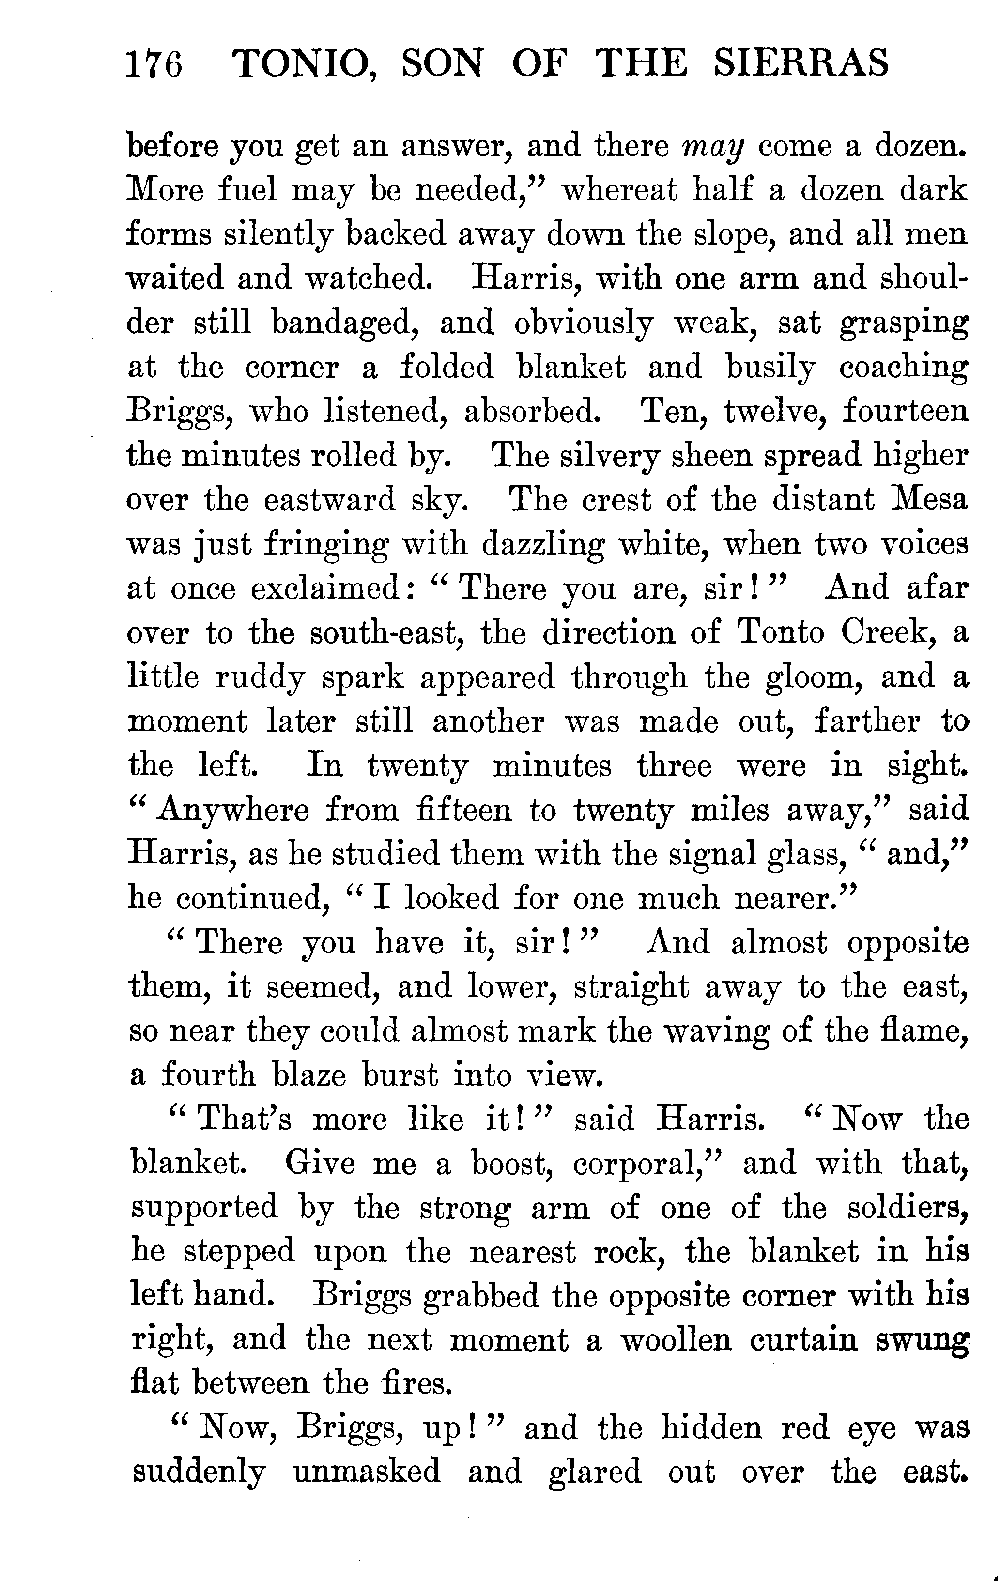 176 TONIO, SON OF THE SIERRAS
before you get an answer, and there may come a dozen.
More fuel may be needed,” whereat half a dozen dark
forms silently backed away down the slope, and all men
waited and watched. Harris, with one arm and shoul-
der still bandaged, and obviously weak, sat grasping
at the corner a folded blanket and busily coaching
Briggs, who listened, absorbed. Ten, twelve, fourteen
the minutes rolled by. The silvery sheen spread higher
over the eastward sky. The crest of the distant Mesa
was just fringing with dazzling white, when two voices
at once exclaimed: “ There you are, sir! ” And afar
over to the south-east, the direction of Tonto Creek, a
little ruddy spark appeared through the gloom, and a
moment later still another was made out, farther to
the left. In twenty minutes three were in sight.
“ Anywhere from fifteen to twenty miles away,” said
Harris, as he studied them with the signal glass, “ and,”
he continued, “ I looked for one much nearer.”
“ There you have it, sir! ” And almost opposite
them, it seemed, and lower, straight away to the east,
so near they could almost mark the waving of the flame,
a fourth blaze burst into view.
“ That’s more like it! ” said Harris. “ Now the
blanket. Give me a boost, corporal,” and with that,
supported by the strong arm of one of the soldiers,
he stepped upon the nearest rock, the blanket in his
left hand. Briggs grabbed the opposite corner with his
right, and the next moment a woollen curtain swung
flat between the fires.
“ Now, Briggs, up! ” and the hidden red eye was
suddenly unmasked and glared out over the east.